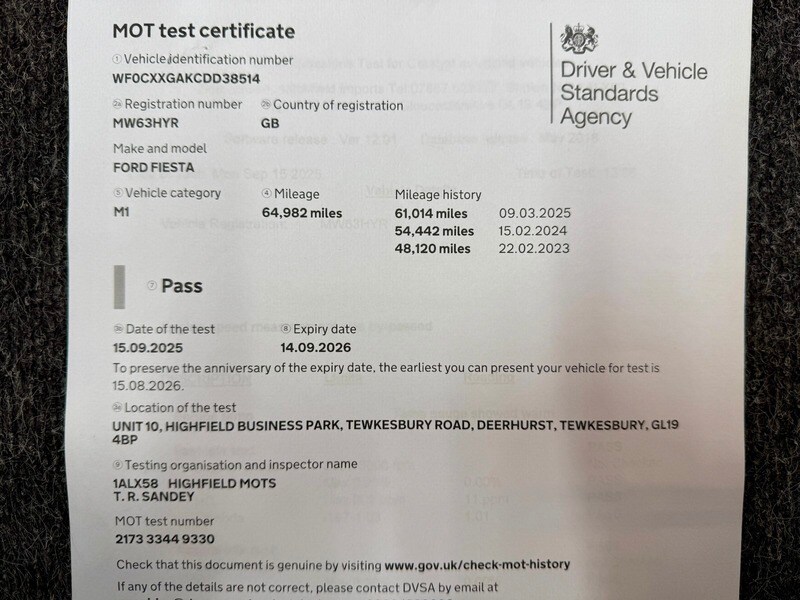 MOT test certificate
① Vehicle identification number
WF0CXXGAKCDD38514
Registration number Country of registration
MW63HYR GB
Make and model
FORD FIESTA
⑤ Vehicle category ④ Mileage Mileage history
M1 64,982 miles 61,014 miles 09.03.2025
54,442 miles 15.02.2024
48,120 miles 22.02.2023
⑦ Pass
Date of the test ⑧ Expiry date
15.09.2025 14.09.2026
To preserve the anniversary of the expiry date, the earliest you can present your vehicle for test is
15.08.2026.
Location of the test
UNIT 10, HIGHFIELD BUSINESS PARK, TEWKESBURY ROAD, DEERHURST, TEWKESBURY, GL19
4BP
⑨ Testing organisation and inspector name
1ALX58 HIGHFIELD MOTS
T. R. SANDEY
MOT test number
2173 3344 9330
Check that this document is genuine by visiting www.gov.uk/check-mot-history
If any of the details are not correct, please contact DVSA by email at
Driver & Vehicle
Standards
Agency